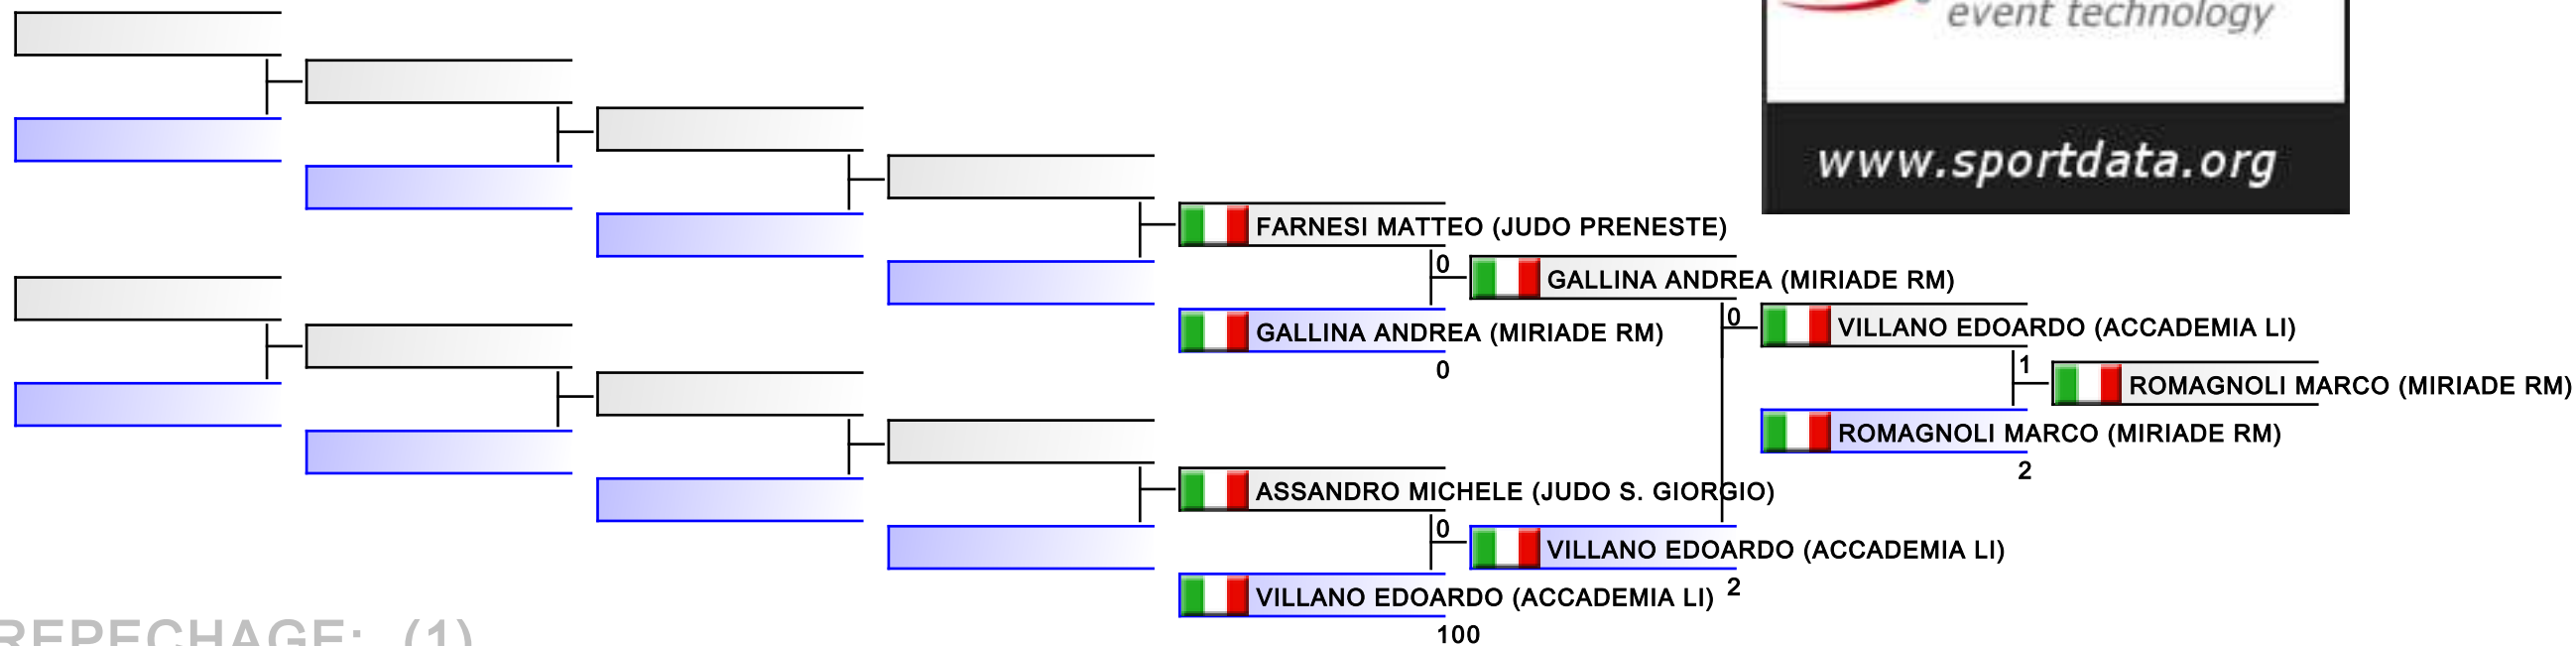 event technology
www.sportdata.org
FARNESI MATTEO (JUDO PRENESTE)
0
GALLINA ANDREA (MIRIADE RM)
GALLINA ANDREA (MIRIADE RM)
0
0
VILLANO EDOARDO (ACCADEMIA LI)
1
ROMAGNOLI MARCO (MIRIADE RM)
ROMAGNOLI MARCO (MIRIADE RM)
2
ASSANDRO MICHELE (JUDO S. GIORGIO)
0
VILLANO EDOARDO (ACCADEMIA LI)
2
VILLANO EDOARDO (ACCADEMIA LI)
100
REPECHAGE: (1)